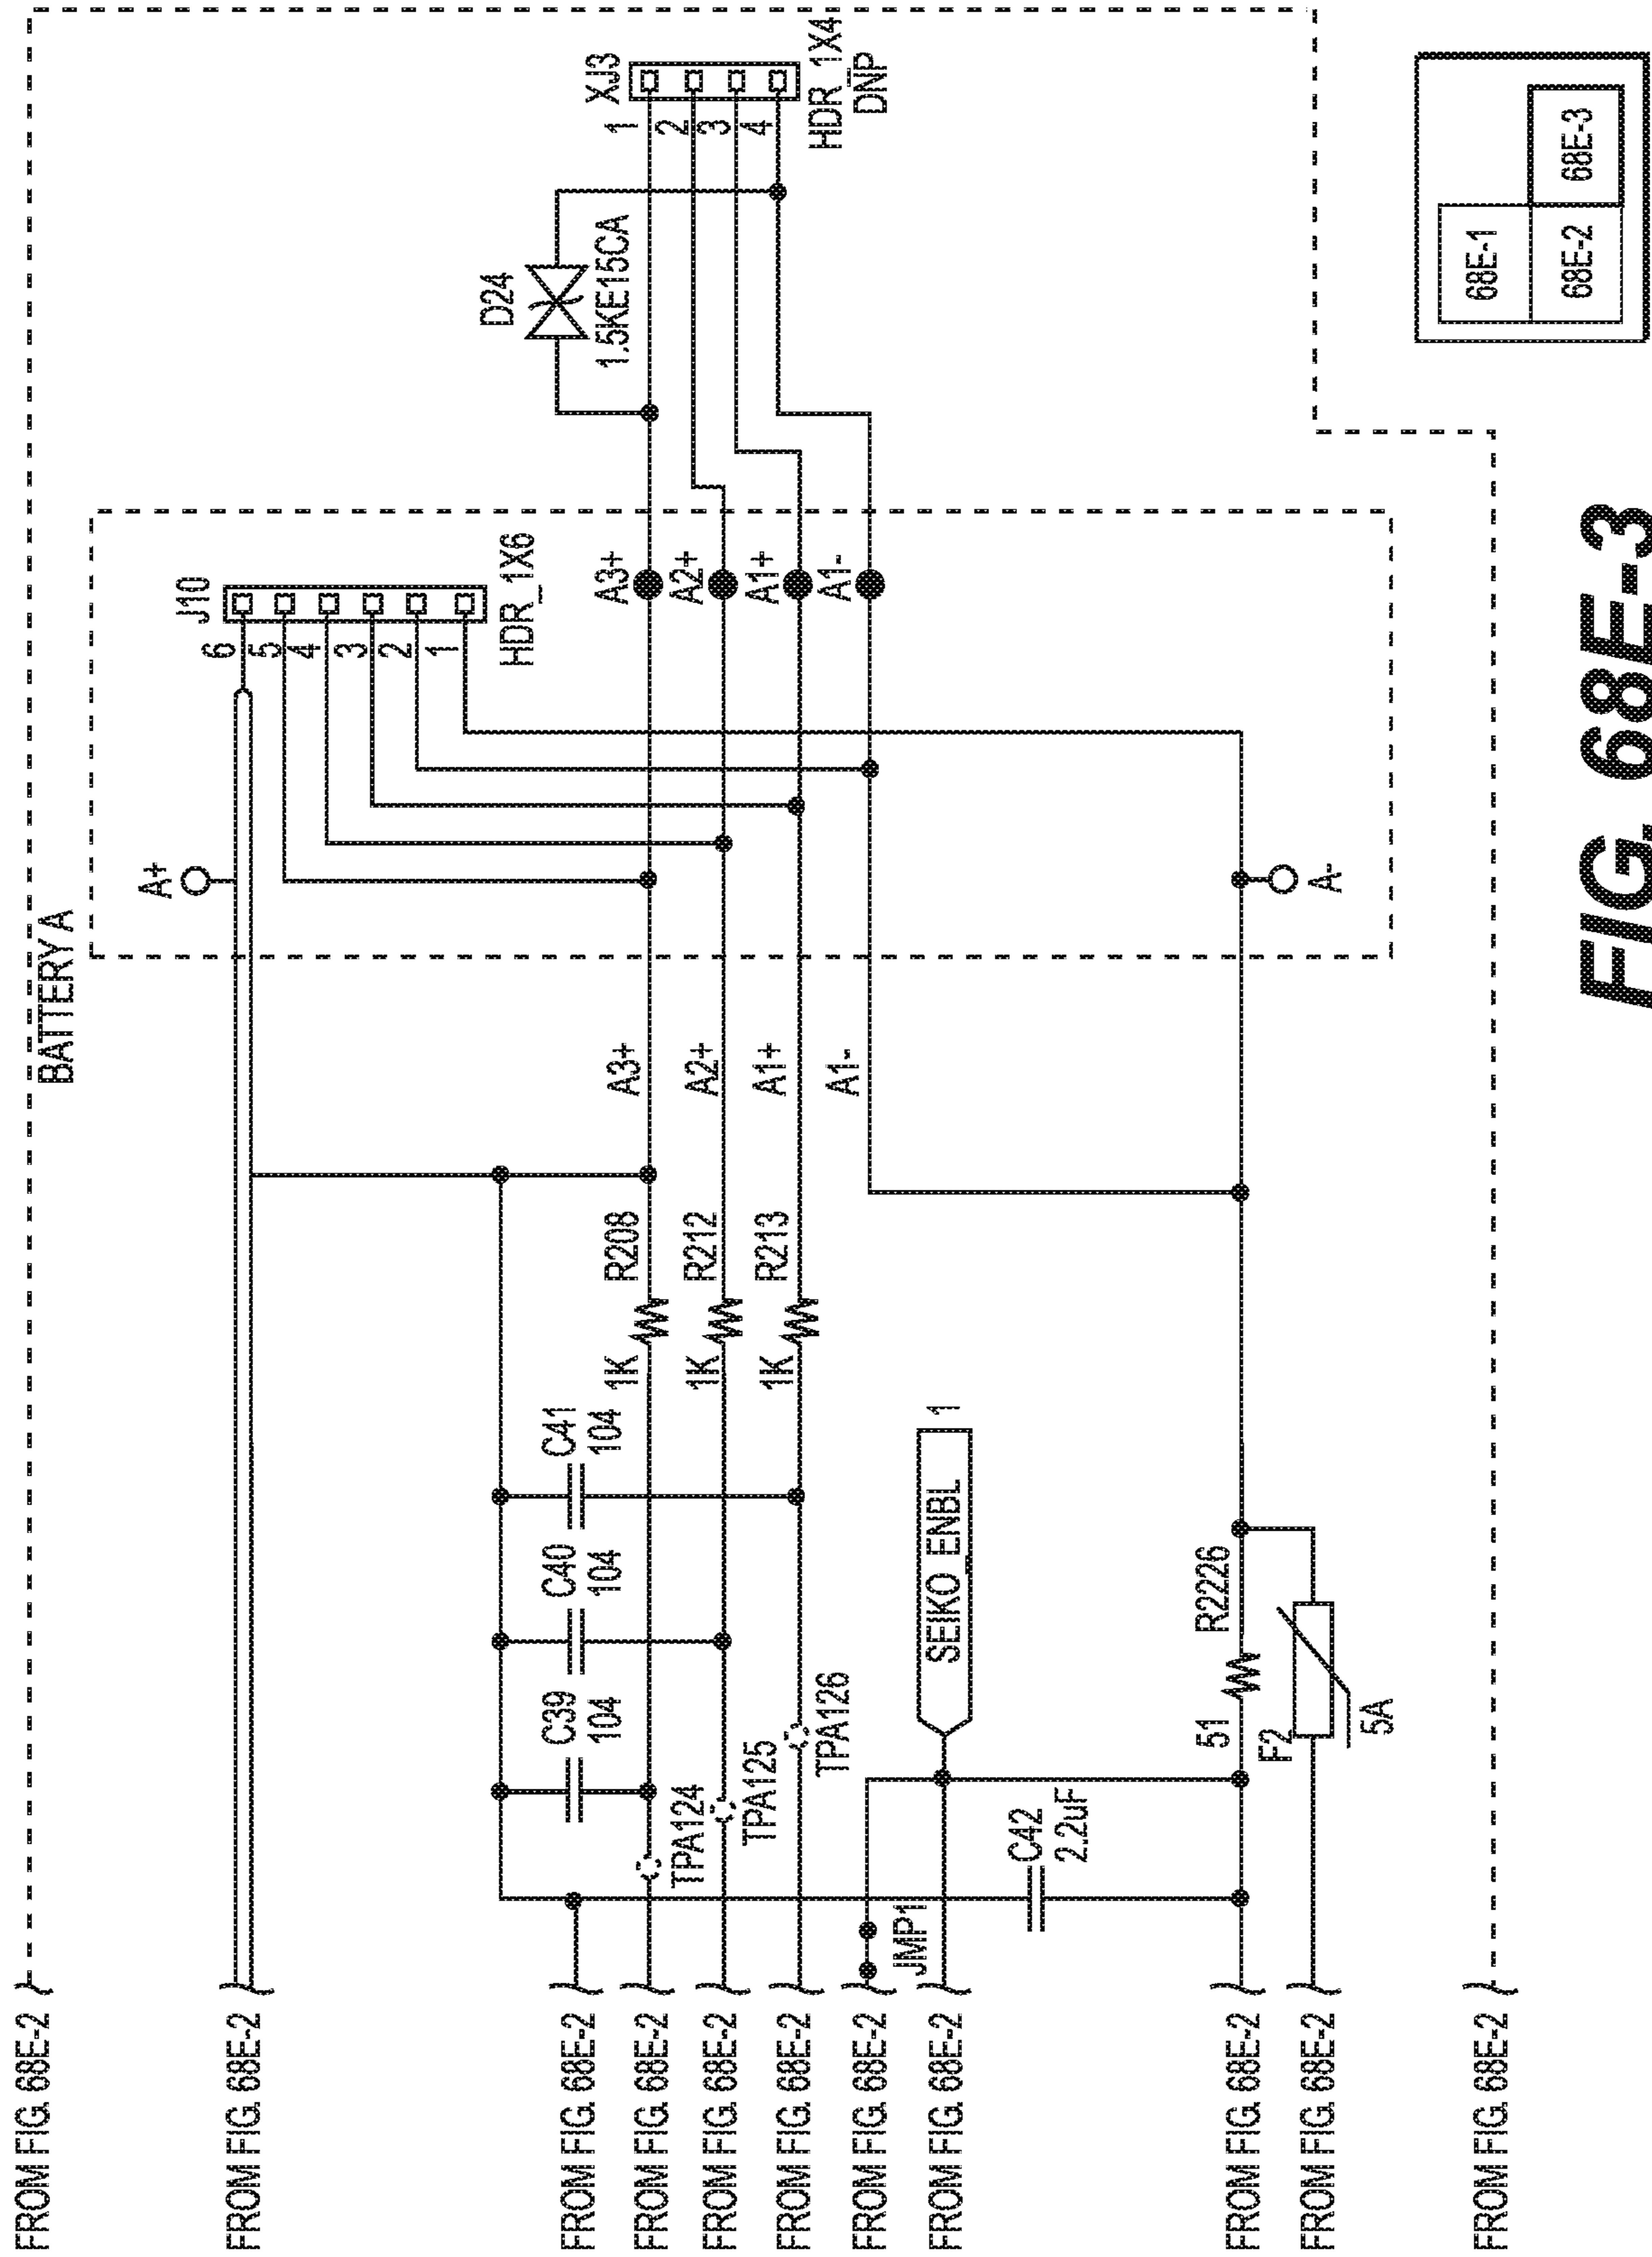 FROM FIG. 68E-2
BATTERY A
FROM FIG. 68E-2
A+
J10
6
5
4
3
2
1
HDR_1X6
D24
1.5KE15CA
XJ3
1
2
3
4
HDR_1X4
DNP
FROM FIG. 68E-2
FROM FIG. 68E-2
FROM FIG. 68E-2
FROM FIG. 68E-2
FROM FIG. 68E-2
FROM FIG. 68E-2
C39
104
C40
104
C41
104
1K
R208
A3+
A3+
1K
R212
A2+
A2+
1K
R213
A1+
A1+
A1-
A1-
TPA124
TPA125
TPA126
JMP1
SEIKO_ENBL
1
C42
2.2uF
FROM FIG. 68E-2
51
R2226
F2
5A
A-
FROM FIG. 68E-2
FROM FIG. 68E-2
68E-1
68E-2
68E-3
FIG. 68E-3